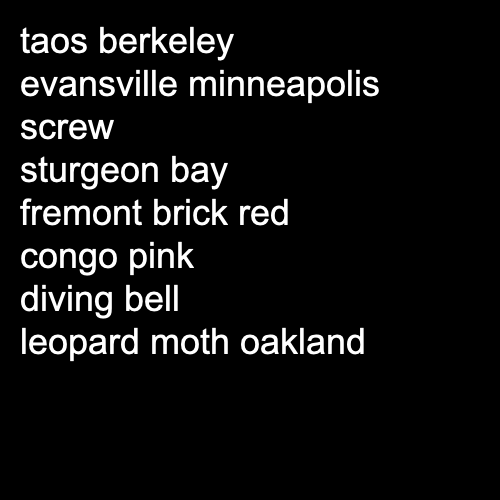 taos berkeley
evansville minneapolis
screw
sturgeon bay
fremont brick red
congo pink
diving bell
leopard moth oakland